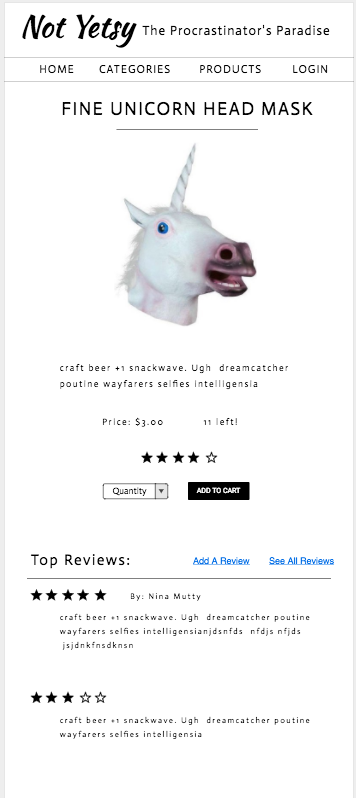 Not Yetsy The Procrastinator's Paradise
HOME CATEGORIES PRODUCTS LOGIN
FINE UNICORN HEAD MASK
craft beer +1 snackwave. Ugh dreamcatcher
poutine wayfarers selfies intelligensia
Price: $3.00 11 left!
Quantity ADD TO CART
Top Reviews: Add A Review See All Reviews
By: Nina Mutty
craft beer +1 snackwave. Ugh dreamcatcher poutine
wayfarers selfies intelligensianjdsnfds nfdjs nfjds
jsjdnkfnsdknsn
craft beer +1 snackwave. Ugh dreamcatcher poutine
wayfarers selfies intelligensia